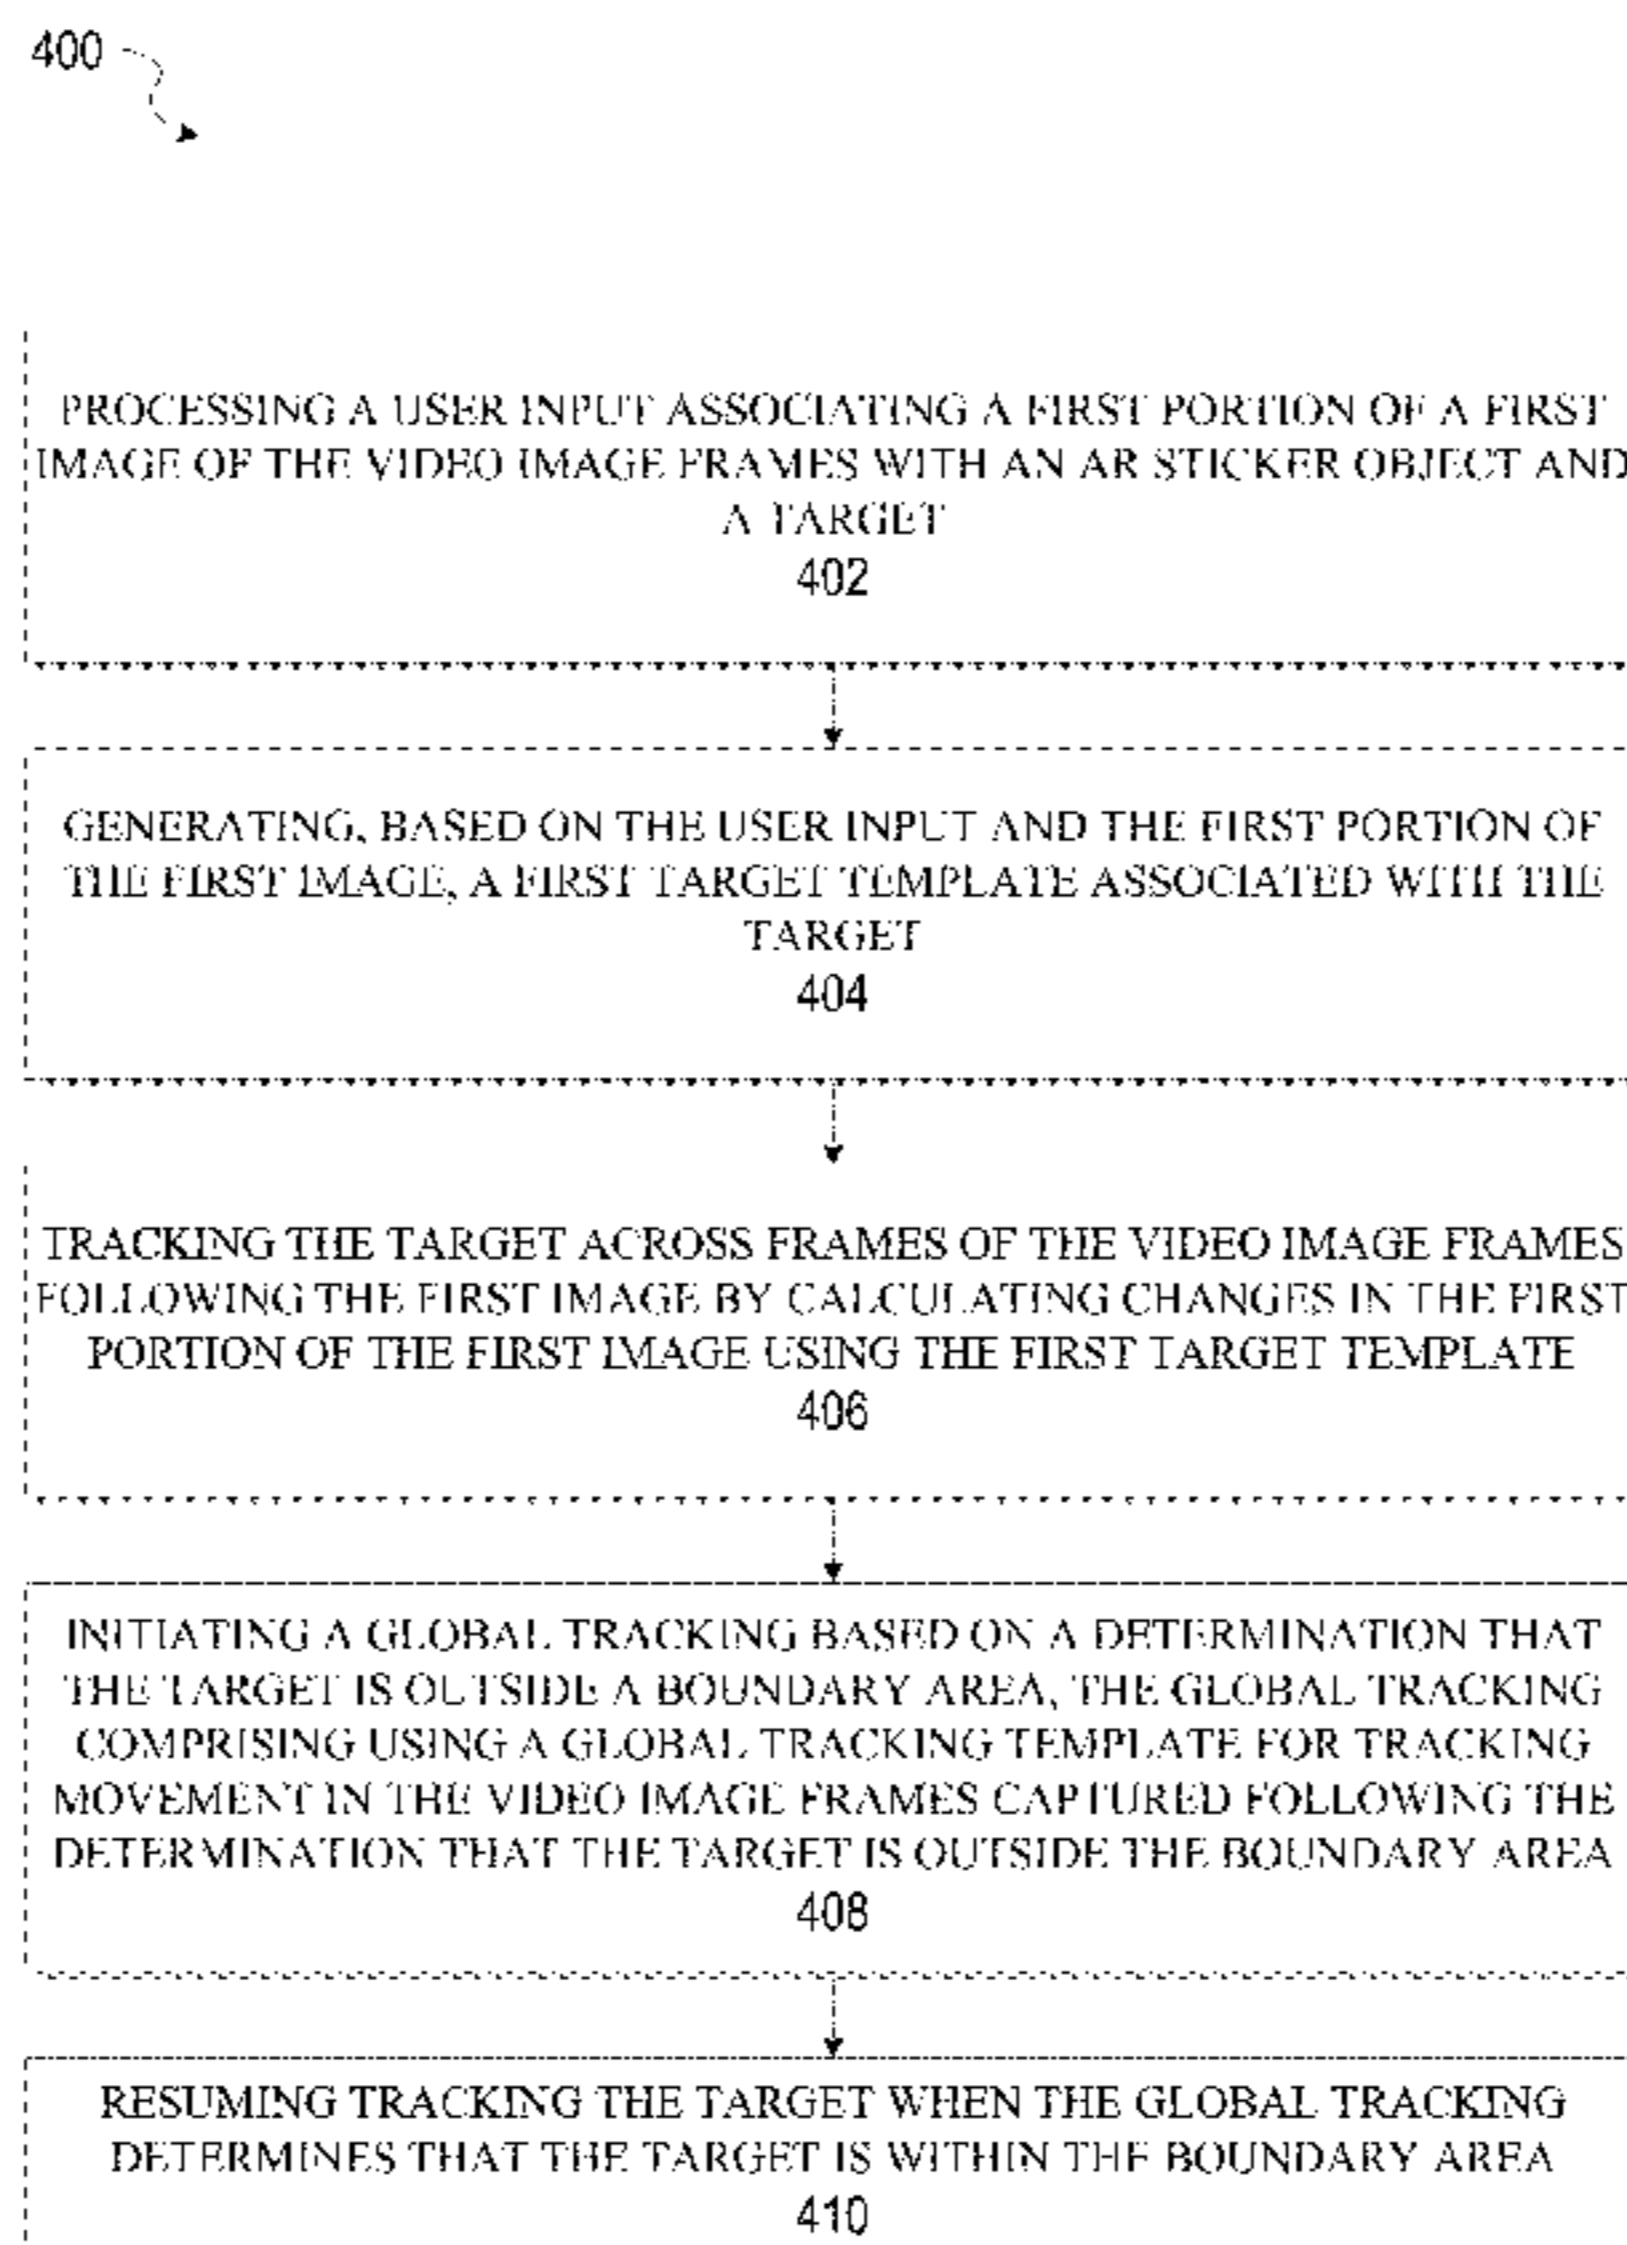 400
PROCESSING A USER INPUT ASSOCIATING A FIRST PORTION OF A FIRST
IMAGE OF THE VIDEO IMAGE FRAMES WITH AN AR STICKER OBJECT AND
A TARGET
402
GENERATING, BASED ON THE USER INPUT AND THE FIRST PORTION OF
THE FIRST IMAGE, A FIRST TARGET TEMPLATE ASSOCIATED WITH THE
TARGET
404
TRACKING THE TARGET ACROSS FRAMES OF THE VIDEO IMAGE FRAMES
FOLLOWING THE FIRST IMAGE BY CALCULATING CHANGES IN THE FIRST
PORTION OF THE FIRST IMAGE USING THE FIRST TARGET TEMPLATE
406
INITIATING A GLOBAL TRACKING BASED ON A DETERMINATION THAT
THE TARGET IS OUTSIDE A BOUNDARY AREA, THE GLOBAL TRACKING
COMPRISING USING A GLOBAL TRACKING TEMPLATE FOR TRACKING
MOVEMENT IN THE VIDEO IMAGE FRAMES CAPTURED FOLLOWING THE
DETERMINATION THAT THE TARGET IS OUTSIDE THE BOUNDARY AREA
408
RESUMING TRACKING THE TARGET WHEN THE GLOBAL TRACKING
DETERMINES THAT THE TARGET IS WITHIN THE BOUNDARY AREA
410